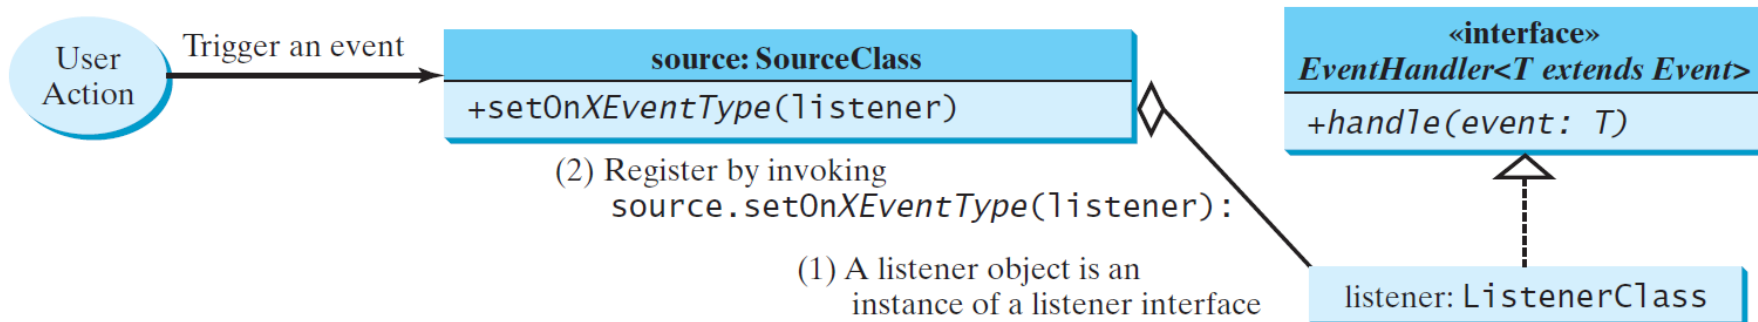 User
Action
Trigger an event
source: SourceClass
+setOnXEventType(listener)
(2) Register by invoking
source.setOnXEventType(listener):
(1) A listener object is an
instance of a listener interface
«interface»
EventHandler<T extends Event>
+handle(event: T)
listener: ListenerClass